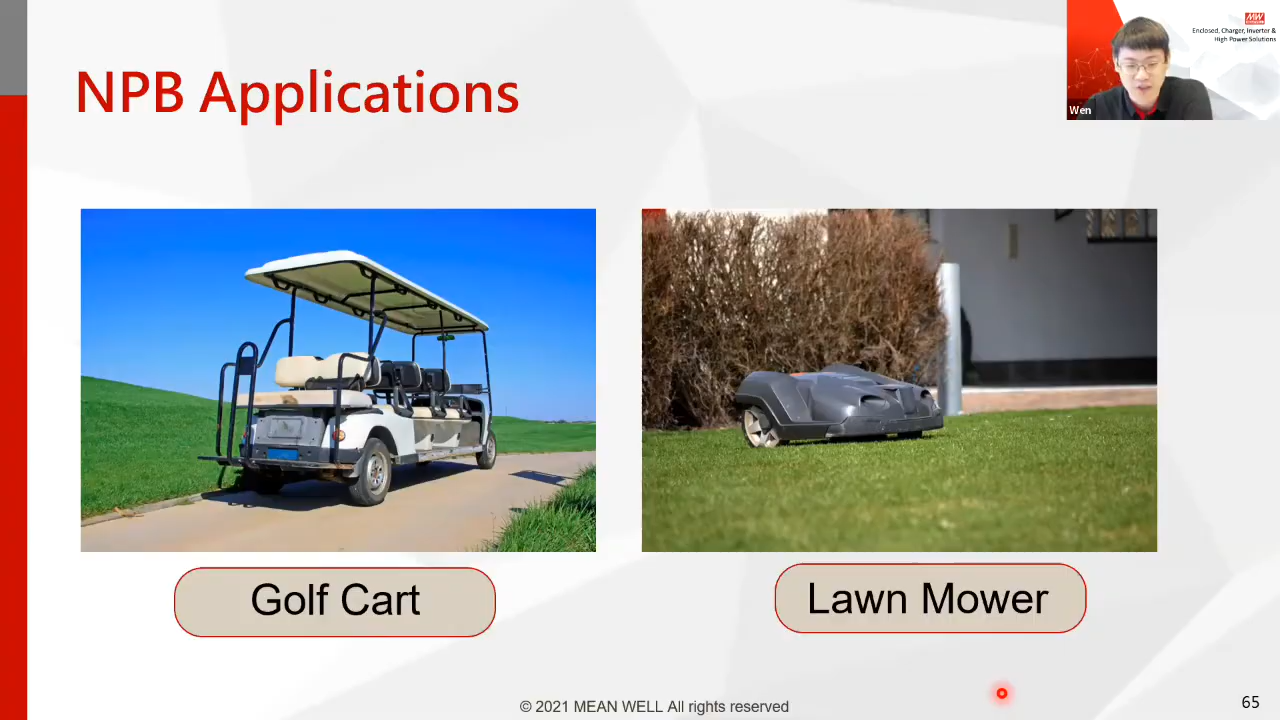 NPB Applications
MW
Enclosed, Charger, Inverter &
High Power Solutions
Wen
Golf Cart
Lawn Mower
© 2021 MEAN WELL All rights reserved
65